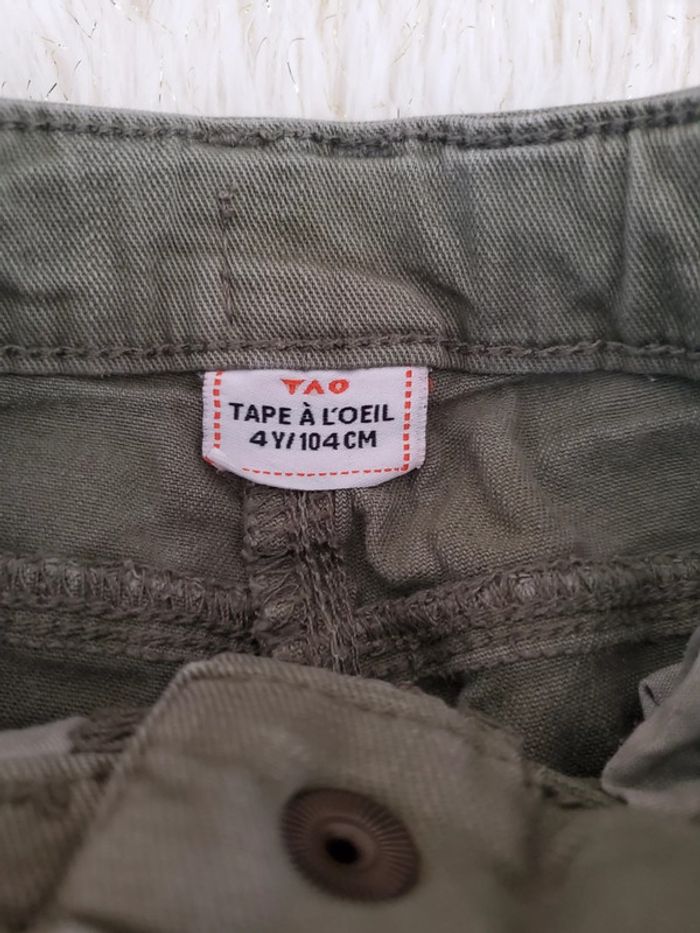 TAO
TAPE À L'OEIL
4Y/104CM